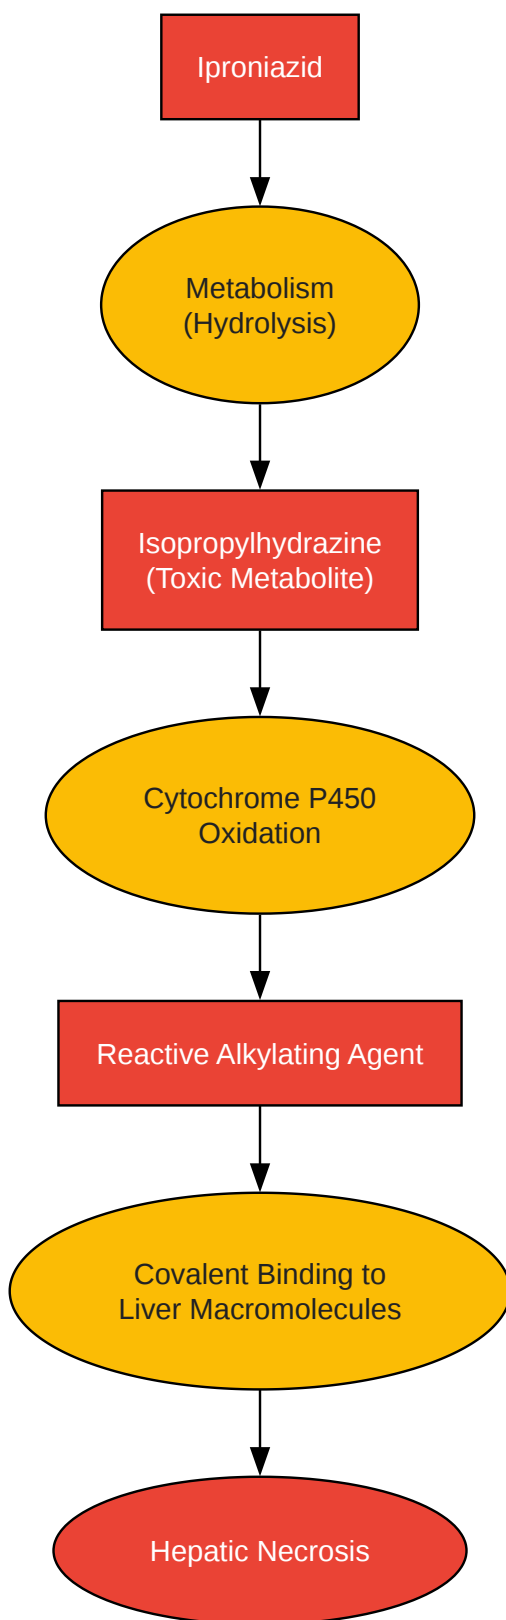 Iproniazid
Metabolism
(Hydrolysis)
Isopropylhydrazine
(Toxic Metabolite)
Cytochrome P450
Oxidation
Reactive Alkylating Agent
Covalent Binding to
Liver Macromolecules
Hepatic Necrosis